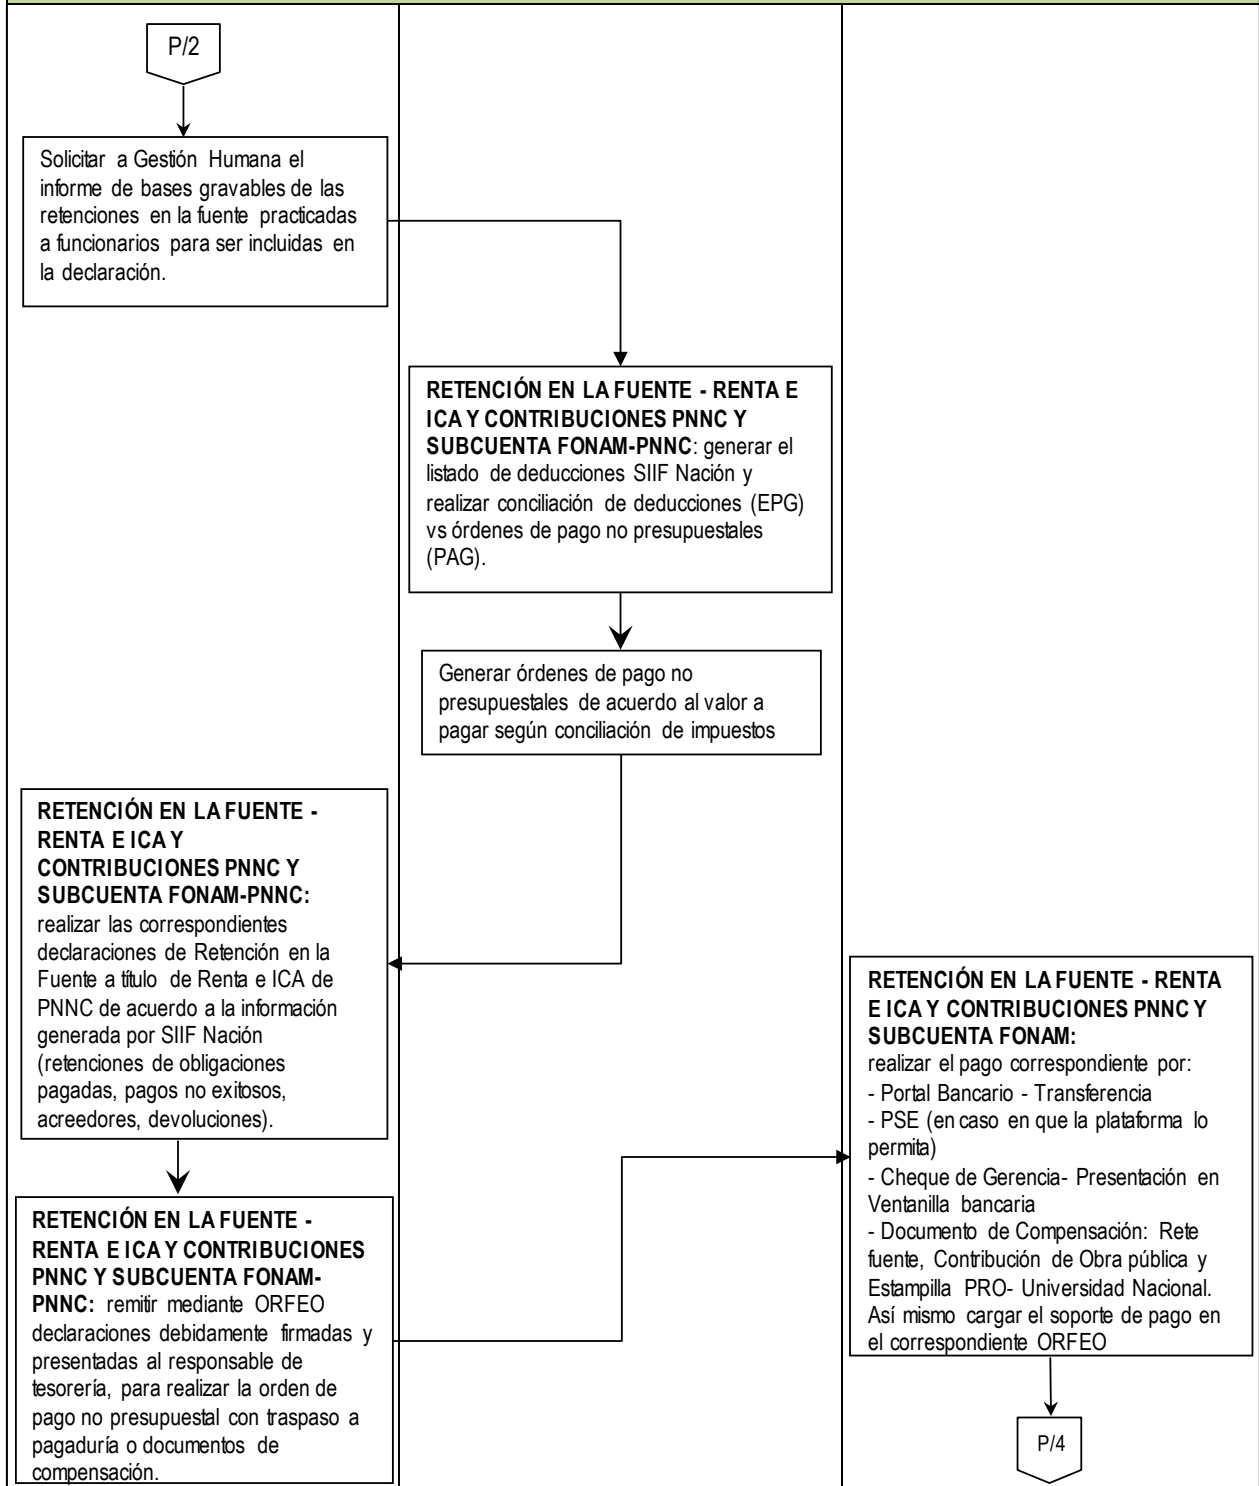 P/2
Solicitar a Gestión Humana el
informe de bases gravables de las
retenciones en la fuente practicadas
a funcionarios para ser incluidas en
la declaración.
RETENCIÓN EN LA FUENTE - RENTA E
ICA Y CONTRIBUCIONES PNNC Y
SUBCUENTA FONAM-PNNC: generar el
listado de deducciones SIIF Nación y
realizar conciliación de deducciones (EPG)
vs órdenes de pago no presupuestales
(PAG).
Generar órdenes de pago no
presupuestales de acuerdo al valor a
pagar según conciliación de impuestos
RETENCIÓN EN LA FUENTE -
RENTA E ICA Y
CONTRIBUCIONES PNNC Y
SUBCUENTA FONAM-PNNC:
realizar las correspondientes
declaraciones de Retención en la
Fuente a título de Renta e ICA de
PNNC de acuerdo a la información
generada por SIIF Nación
(retenciones de obligaciones
pagadas, pagos no exitosos,
acreedores, devoluciones).
RETENCIÓN EN LA FUENTE -
RENTA E ICA Y CONTRIBUCIONES
PNNC Y SUBCUENTA FONAM-
PNNC: remitir mediante ORFEO
declaraciones debidamente firmadas y
presentadas al responsable de
tesorería, para realizar la orden de
pago no presupuestal con traspaso a
pagaduría o documentos de
compensación.
RETENCIÓN EN LA FUENTE - RENTA
E ICA Y CONTRIBUCIONES PNNC Y
SUBCUENTA FONAM:
realizar el pago correspondiente por:
- Portal Bancario - Transferencia
- PSE (en caso en que la plataforma lo
permita)
- Cheque de Gerencia- Presentación en
Ventanilla bancaria
- Documento de Compensación: Rete
fuente, Contribución de Obra pública y
Estampilla PRO- Universidad Nacional.
Así mismo cargar el soporte de pago en
el correspondiente ORFEO
P/4